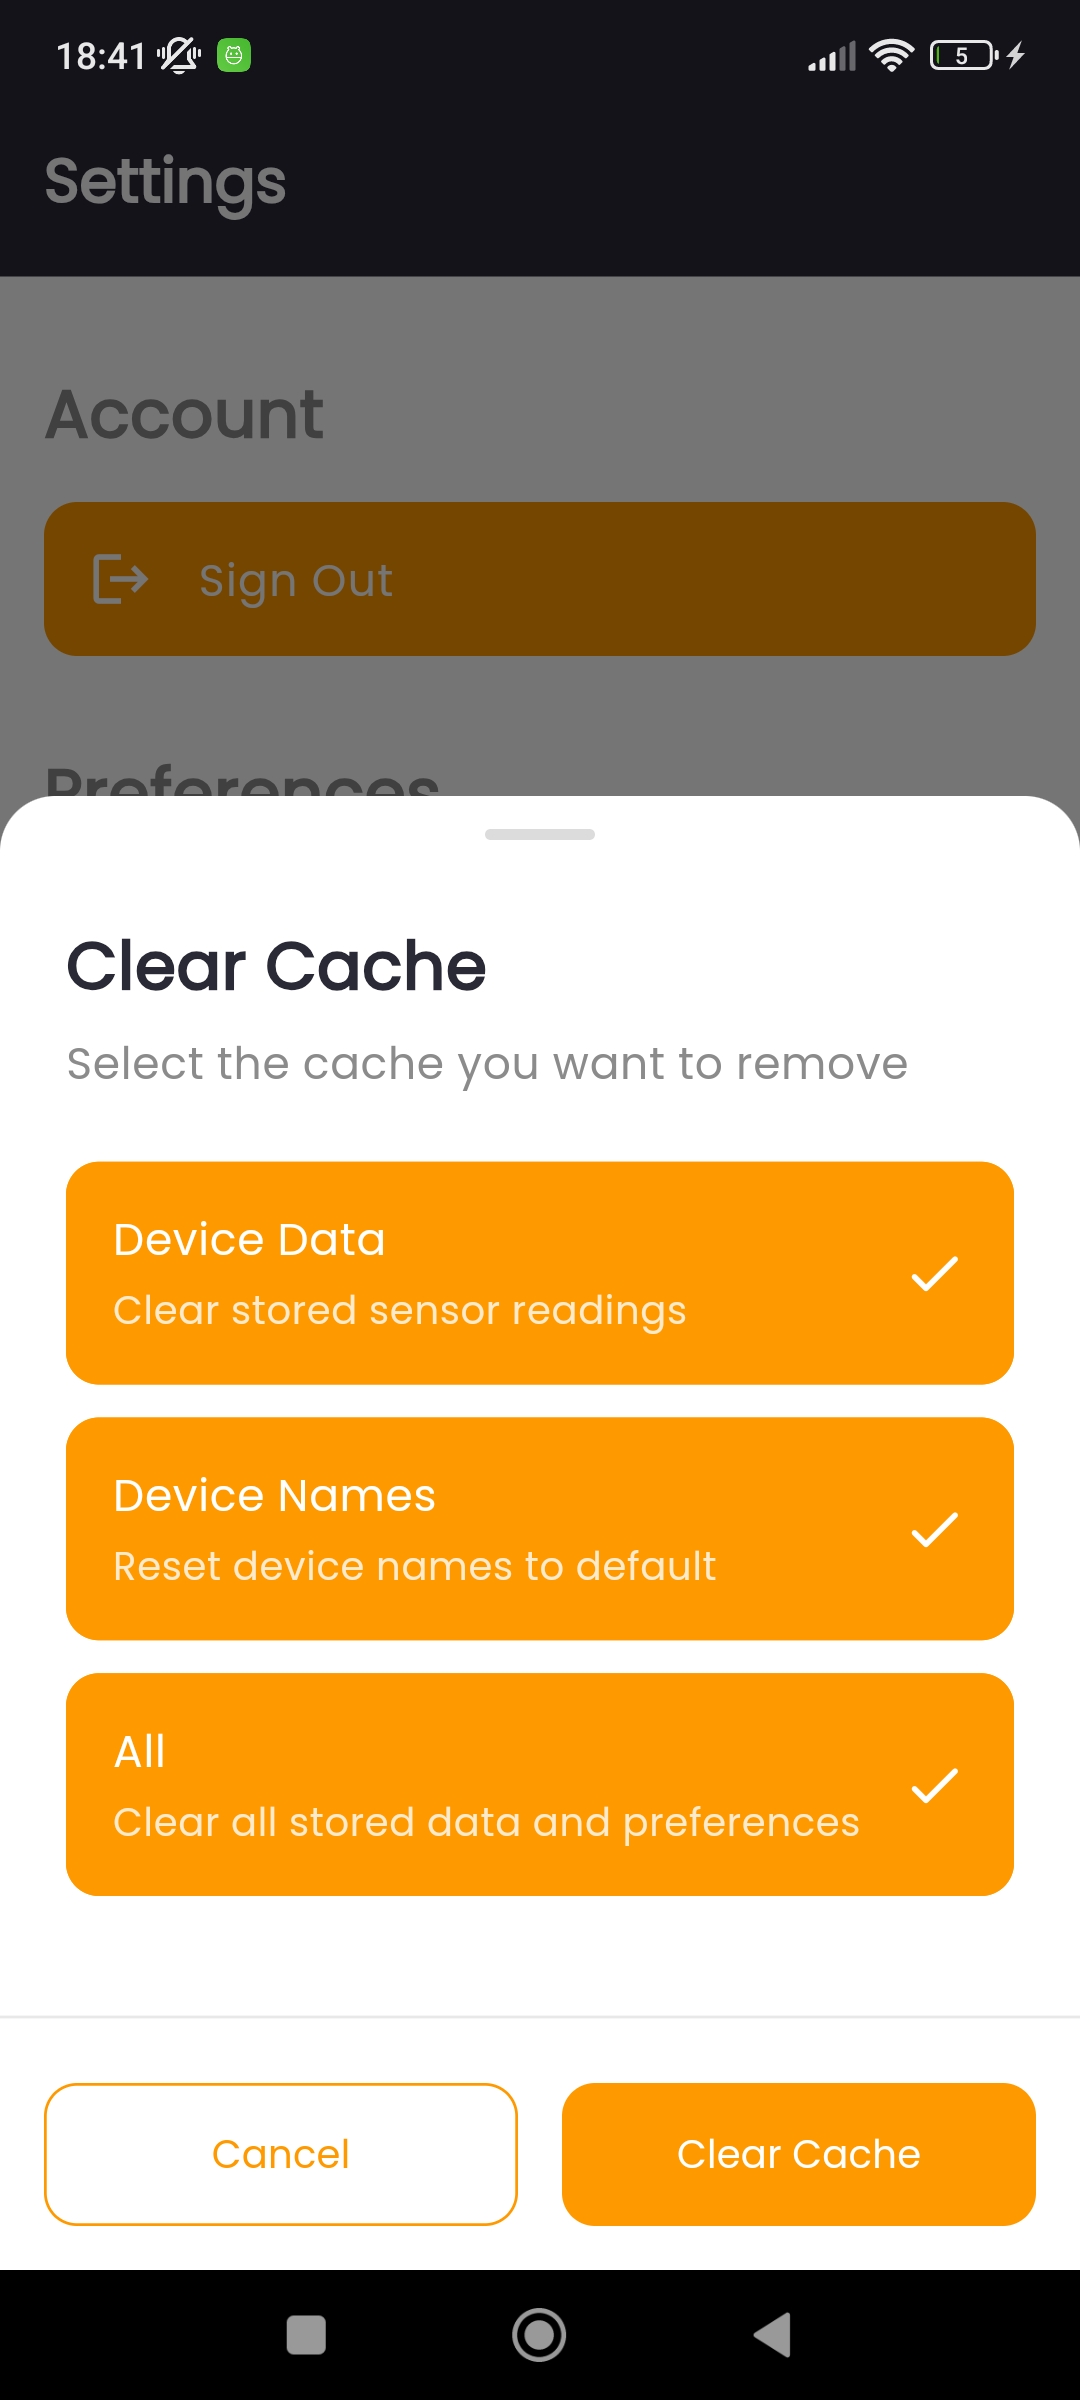 18:41
5
Settings
Account
Sign Out
Preferences
Clear Cache
Select the cache you want to remove
Device Data
Clear stored sensor readings
Device Names
Reset device names to default
All
Clear all stored data and preferences
Cancel
Clear Cache